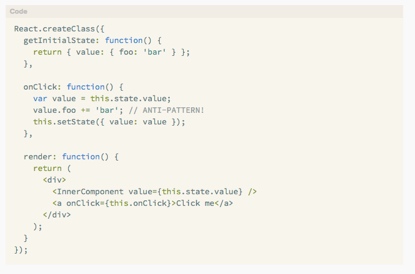 Code
React.createClass({
  getInitialState: function() {
    return { value: { foo: 'bar' } };
  },

  onClick: function() {
    var value = this.state.value;
    value.foo += 'bar'; // ANTI-PATTERN!
    this.setState({ value: value });
  },

  render: function() {
    return (
      <div>
        <InnerComponent value={this.state.value} />
        <a onClick={this.onClick}>Click me</a>
      </div>
    );
  }
});